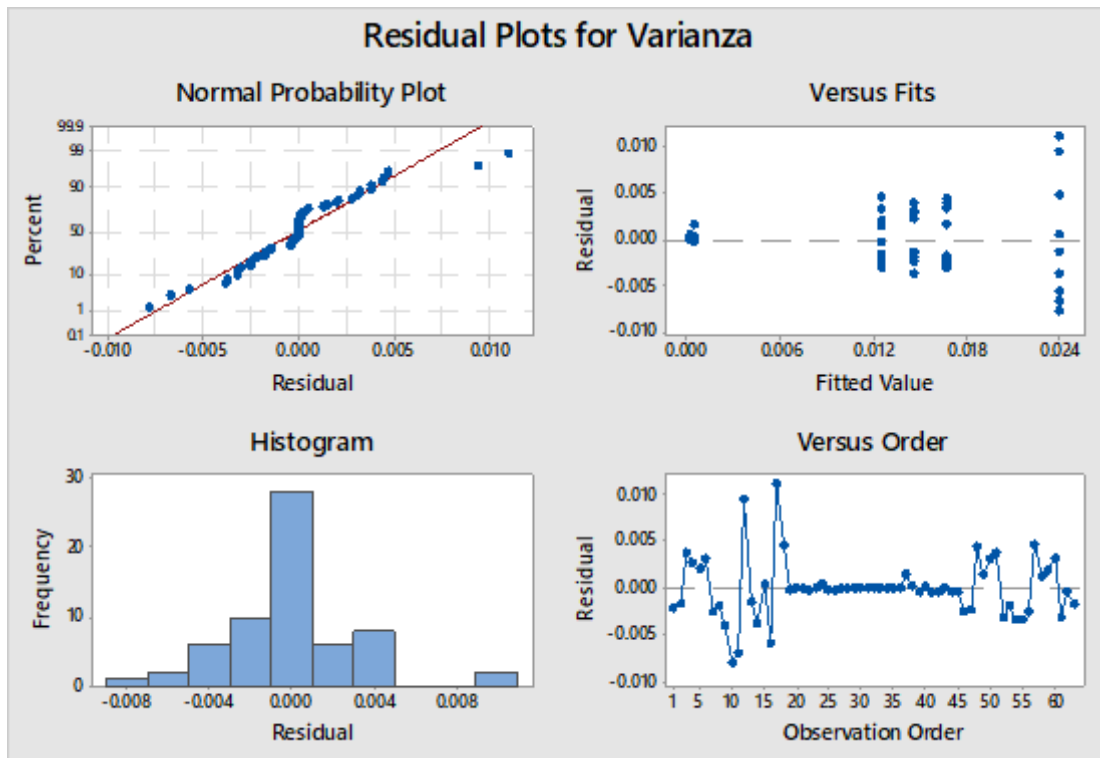 Residual Plots for Varianza
Normal Probability Plot
99.9
99
90
50
10
1
0.1
Percent
-0.010 -0.005 0.000 0.005 0.010
Residual
Versus Fits
0.010
0.005
0.000
-0.005
-0.010
Residual
0.000 0.006 0.012 0.018 0.024
Fitted Value
Histogram
30
20
10
0
Frequency
-0.008 -0.004 0.000 0.004 0.008
Residual
Versus Order
0.010
0.005
0.000
-0.005
-0.010
Residual
1 5 10 15 20 25 30 35 40 45 50 55 60
Observation Order